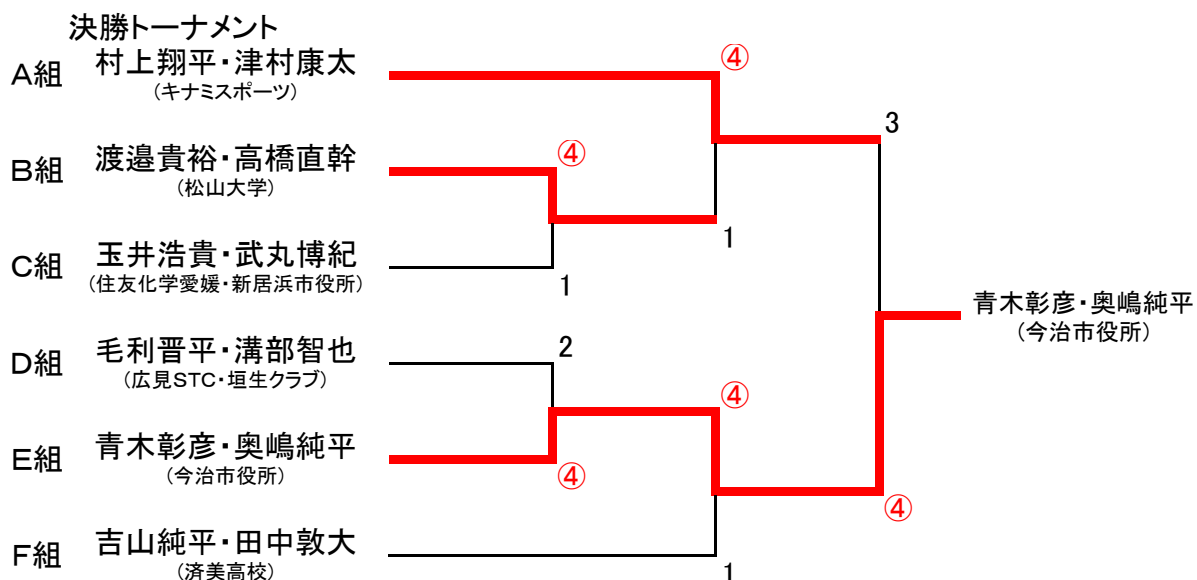 決勝トーナメント
A組 村上翔平・津村康太
(キナミスポーツ)
④
3
B組 渡邉貴裕・高橋直幹
(松山大学)
④
1
C組 玉井浩貴・武丸博紀
(住友化学愛媛・新居浜市役所)
1
青木彰彦・奥嶋純平
(今治市役所)
D組 毛利晋平・溝部智也
(広見STC・垣生クラブ)
2
④
E組 青木彰彦・奥嶋純平
(今治市役所)
④
④
F組 吉山純平・田中敦大
(済美高校)
1